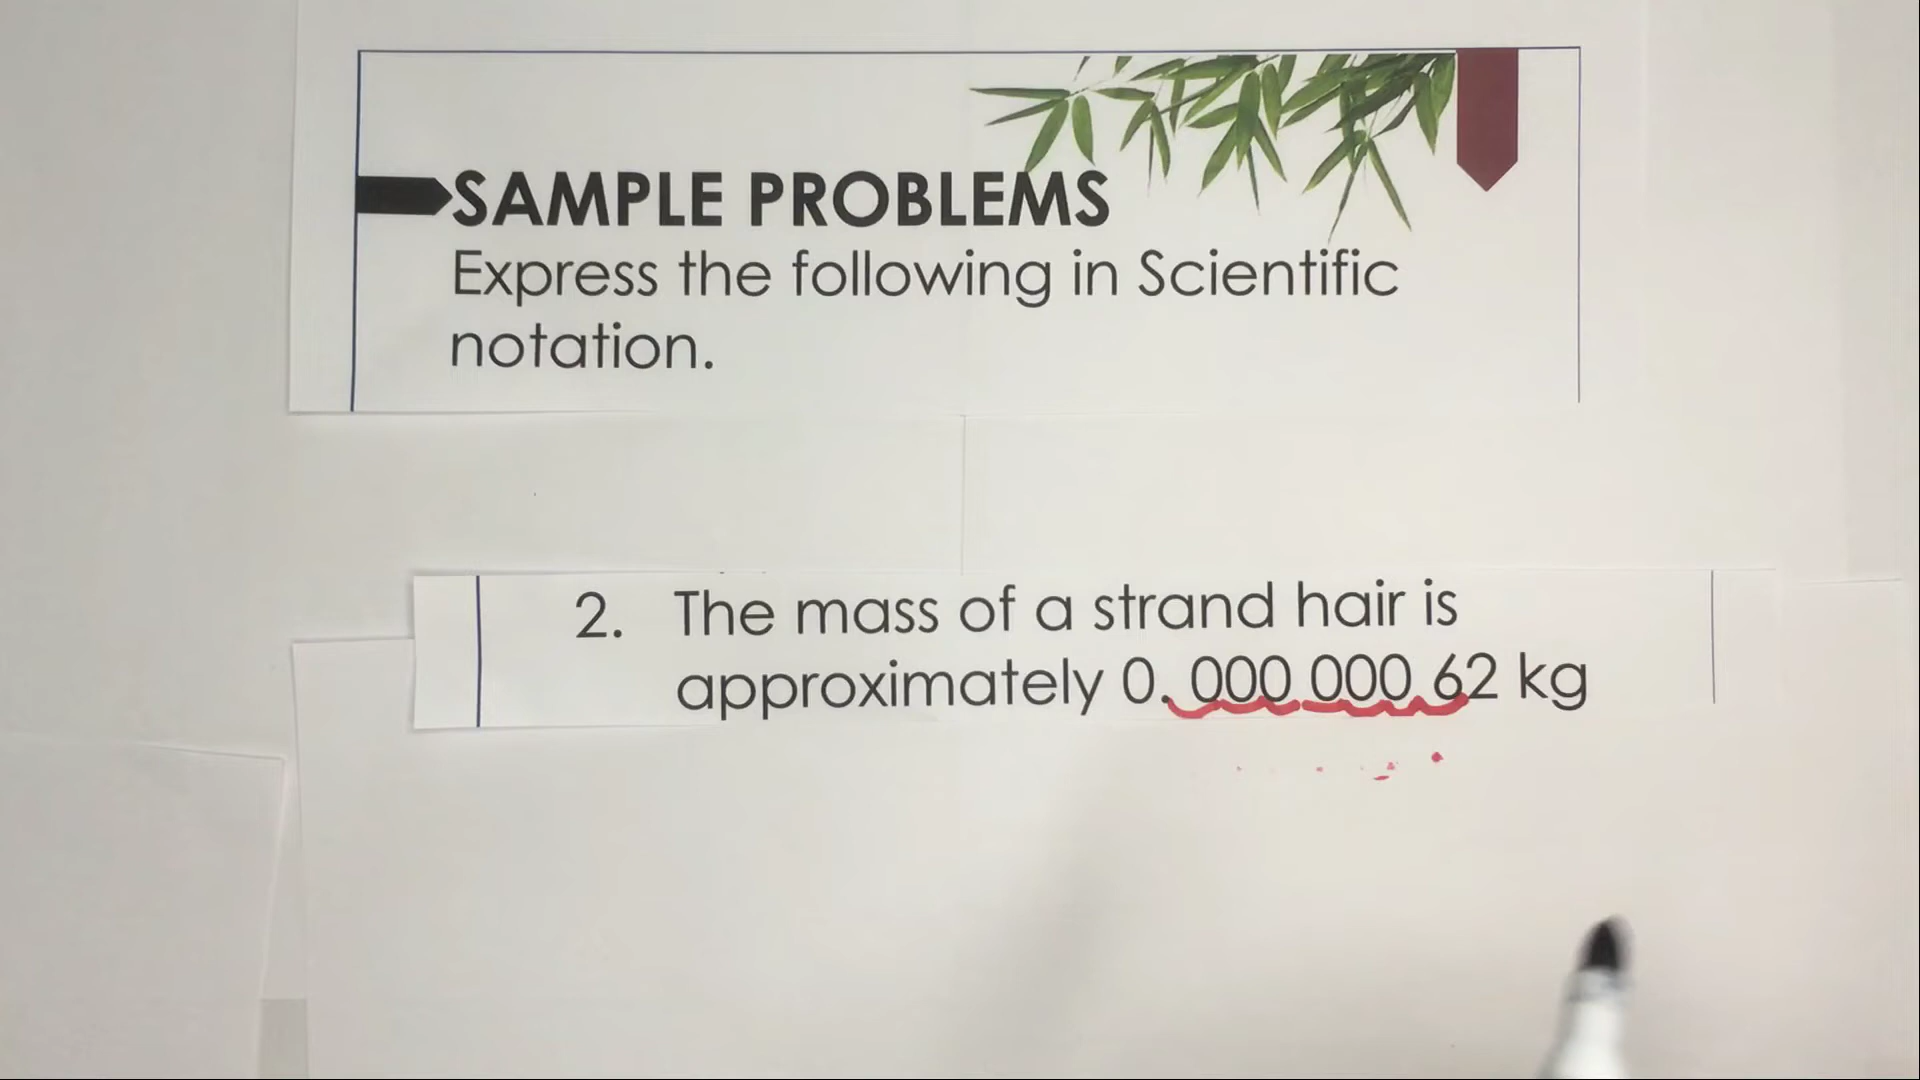 SAMPLE PROBLEMS
Express the following in Scientific
notation.
2. The mass of a strand hair is
approximately 0. 000 000 62 kg